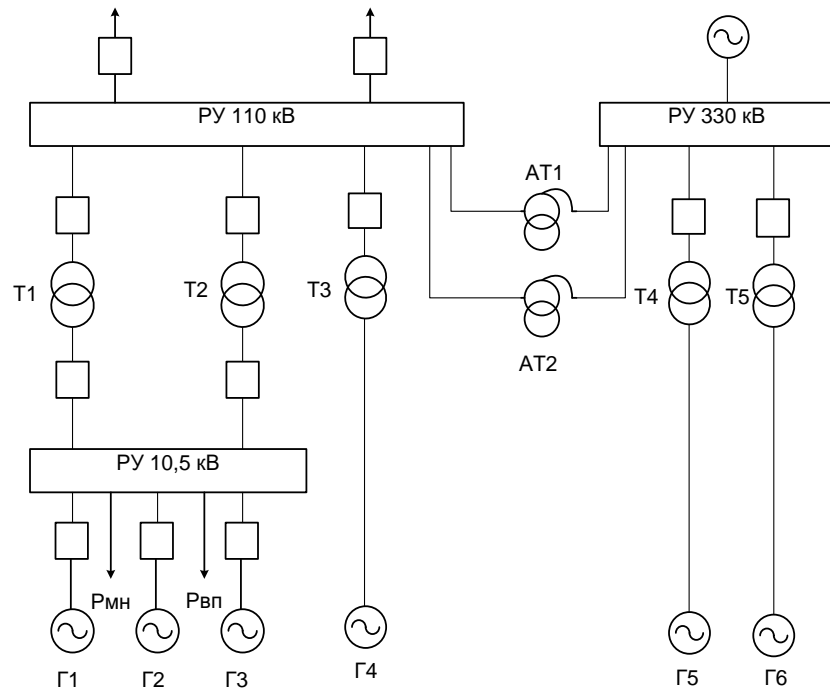 РУ 110 кВ
РУ 330 кВ
АТ1
Т1
Т2
Т3
Т4
Т5
АТ2
РУ 10,5 кВ
Рмн
Рвп
Г1
Г2
Г3
Г4
Г5
Г6